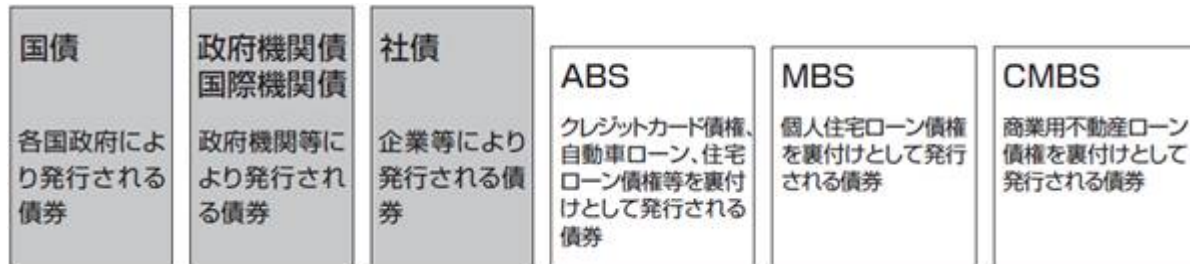 国債
各国政府によ
り発行される
債券
政府機関債
国際機関債
政府機関等に
より発行され
る債券
社債
企業等により
発行される債
券
ABS
クレジットカード債権、
自動車ローン、住宅
ローン債権等を裏付
けとして発行される
債券
MBS
個人住宅ローン債権
を裏付けとして発行
される債券
CMBS
商業用不動産ローン
債権を裏付けとして
発行される債券